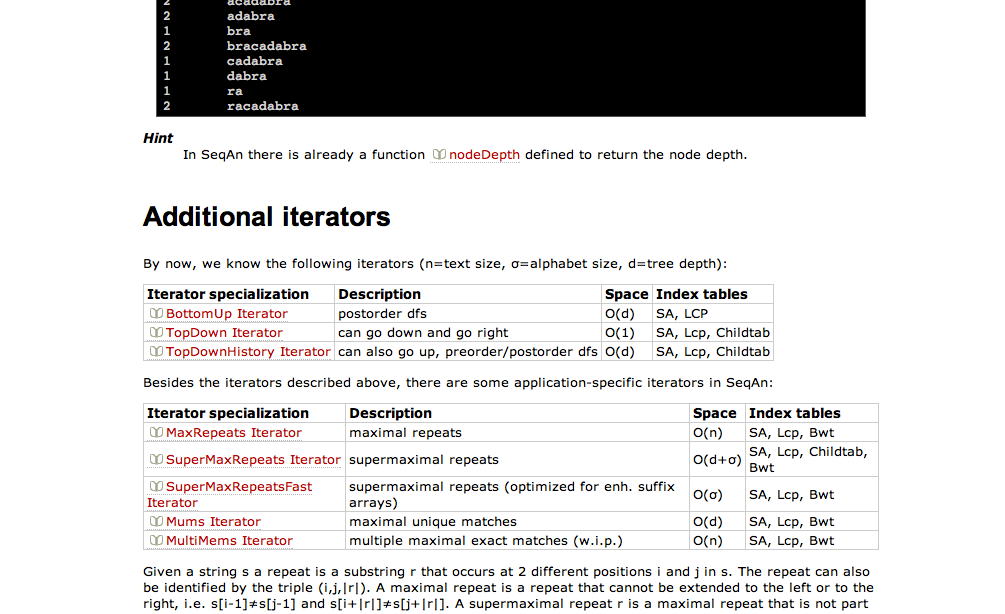 2 acadabra
2 adabra
1 bra
2 bracadabra
1 cadabra
1 dabra
1 ra
2 racadabra
Hint
In SeqAn there is already a function nodeDepth defined to return the node depth.
Additional iterators
By now, we know the following iterators (n=text size, σ=alphabet size, d=tree depth):
Iterator specialization Description Space Index tables
BottomUp Iterator postorder dfs O(d) SA, LCP
TopDown Iterator can go down and go right O(1) SA, Lcp, Childtab
TopDownHistory Iterator can also go up, preorder/postorder dfs O(d) SA, Lcp, Childtab
Besides the iterators described above, there are some application-specific iterators in SeqAn:
Iterator specialization Description Space Index tables
MaxRepeats Iterator maximal repeats O(n) SA, Lcp, Bwt
SuperMaxRepeats Iterator supermaximal repeats O(d+σ) SA, Lcp, Childtab,
Bwt
SuperMaxRepeatsFast
Iterator supermaximal repeats (optimized for enh. suffix
arrays) O(σ) SA, Lcp, Bwt
Mums Iterator maximal unique matches O(d) SA, Lcp, Bwt
MultiMems Iterator multiple maximal exact matches (w.i.p.) O(n) SA, Lcp, Bwt
Given a string s a repeat is a substring r that occurs at 2 different positions i and j in s. The repeat can also
be identified by the triple (i,j,|r|). A maximal repeat is a repeat that cannot be extended to the left or to the
right, i.e. s[i-1]≠s[j-1] and s[i+|r|]≠s[j+|r|]. A supermaximal repeat r is a maximal repeat that is not part